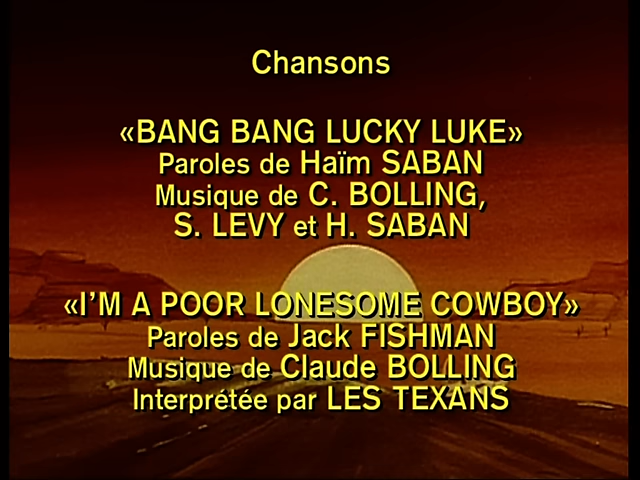 Chansons
«BANG BANG LUCKY LUKE»
Paroles de Haïm SABAN
Musique de C. BOLLING,
S. LEVY et H. SABAN
«I'M A POOR LONESOME COWBOY»
Paroles de Jack FISHMAN
Musique de Claude BOLLING
Interprétée par LES TEXANS